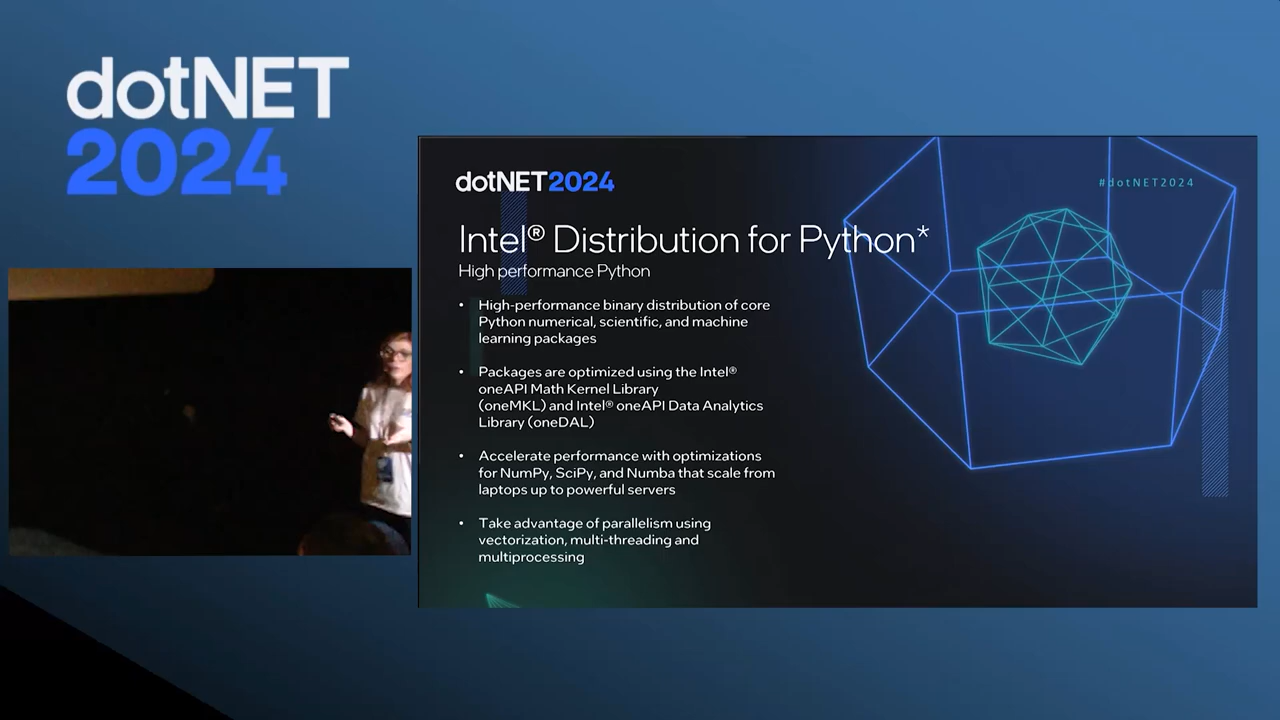 dotNET
2024
dotNET2024
#dotNET2024
Intel® Distribution for Python*
High performance Python
• High-performance binary distribution of core
Python numerical, scientific, and machine
learning packages
• Packages are optimized using the Intel®
oneAPI Math Kernel Library
(oneMKL) and Intel® oneAPI Data Analytics
Library (oneDAL)
• Accelerate performance with optimizations
for NumPy, SciPy, and Numba that scale from
laptops up to powerful servers
• Take advantage of parallelism using
vectorization, multi-threading and
multiprocessing